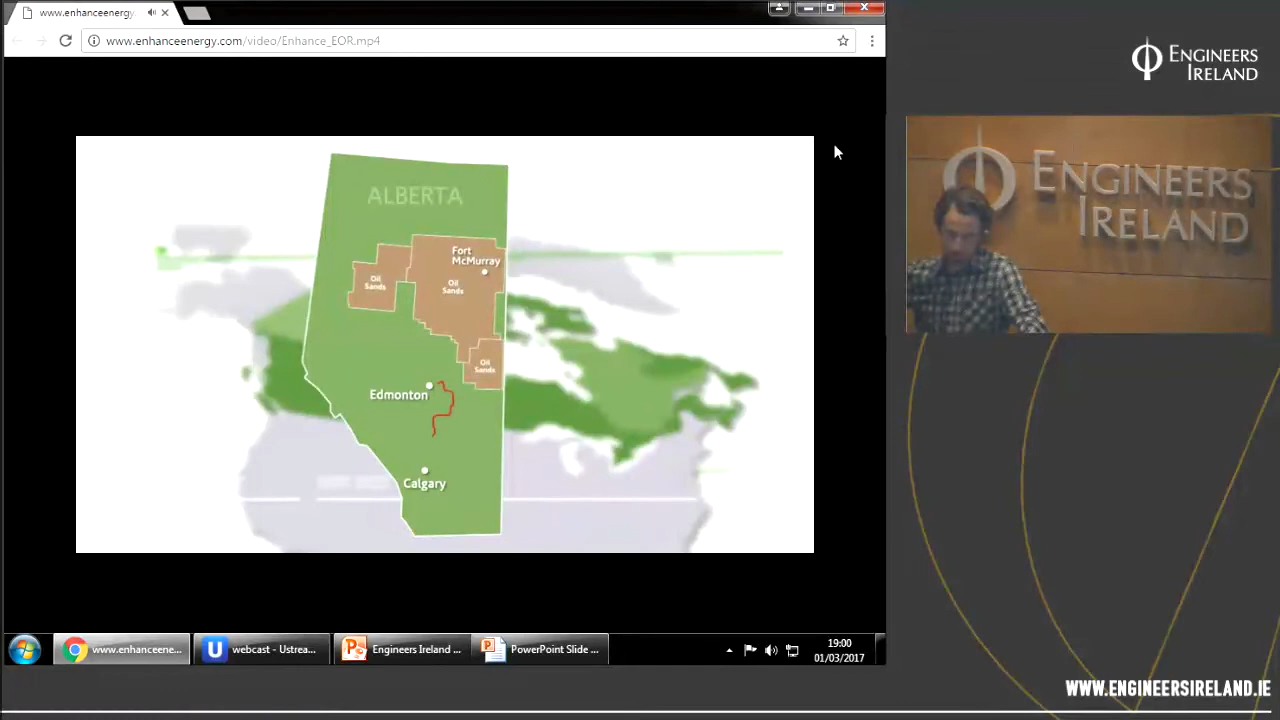 www.enhanceenergy
www.enhanceenergy.com/video/Enhance_EOR.mp4
ENGINEERS
IRELAND
ALBERTA
Fort
McMurray
Oil
Sands
Oil
Sands
Oil
Sands
Edmonton
Calgary
ENGINEERS
IRELAND
www.enhanceene...
U
webcast - Ustrea...
Engineers Ireland ...
PowerPoint Slide ...
19:00
01/03/2017
WWW.ENGINEERSIRELAND.IE